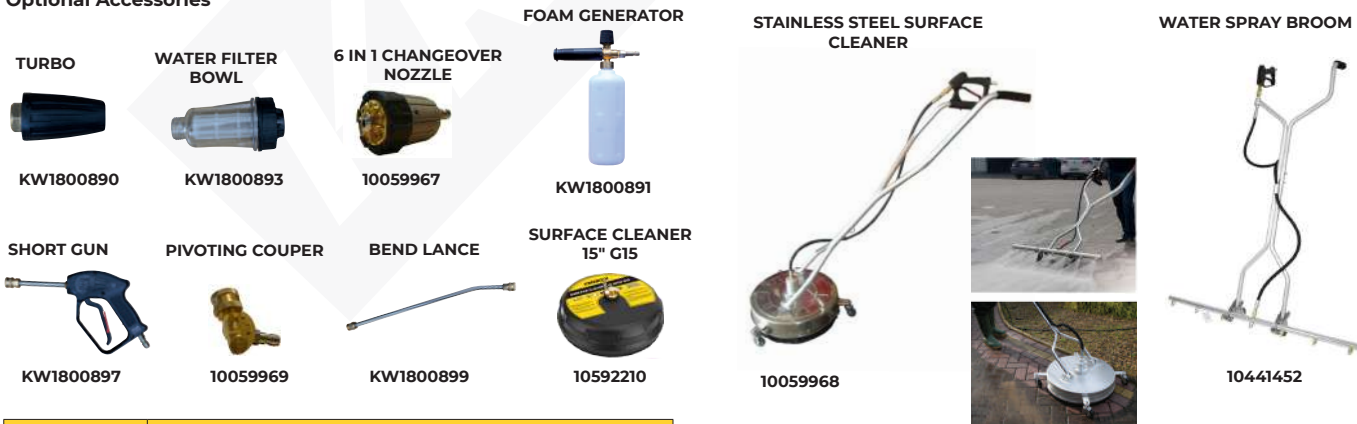 Optional Accessories
TURBO
KW1800890
WATER FILTER
BOWL
KW1800893
6 IN 1 CHANGEOVER
NOZZLE
10059967
FOAM GENERATOR
KW1800891
SHORT GUN
KW1800897
PIVOTING COUPER
10059969
BEND LANCE
KW1800899
SURFACE CLEANER
15" G15
10592210
STAINLESS STEEL SURFACE
CLEANER
10059968
WATER SPRAY BROOM
10441452